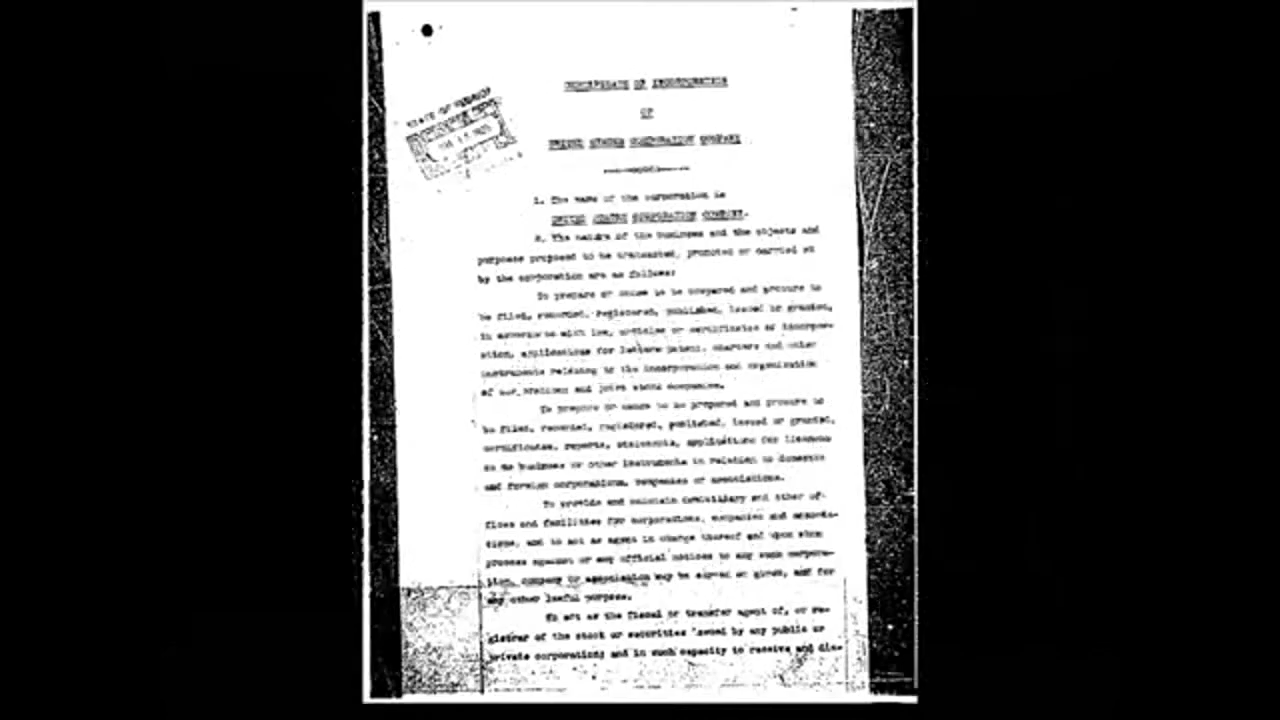 CERTIFICATE OF INCORPORATION
OF
UNITED STATES CORPORATION COMPANY
STATE OF
1. The name of the corporation is
UNITED STATES CORPORATION COMPANY.
2. The nature of the business and the objects and
purposes proposed to be transacted, promoted or carried
by the corporation are as follows:
To prepare or cause to be prepared and procure to
be filed, recorded, registered, published, issued or granted,
in accordance with law, articles or certificates of incorpor-
ation, applications for letters patent, charters and other
instruments relating to the incorporation and organization
of corporations and joint stock companies.
To prepare or cause to be prepared and procure to
be filed, recorded, registered, published, issued or granted,
certificates, reports, statements, applications for licenses
to do business or other instruments in relation to domestic
and foreign corporations, companies or associations.
To provide and maintain domiciliary and other of-
fices and facilities for corporations, companies and associa-
tions, and to act as agent in charge thereof and upon whom
process against or any official notices to any such corpora-
tion, company or association may be served or given, and for
any other lawful purpose.
To act as the fiscal or transfer agent of, or re-
gistrar of the stock or securities issued by any public or
private corporation; and in such capacity to receive and dis-